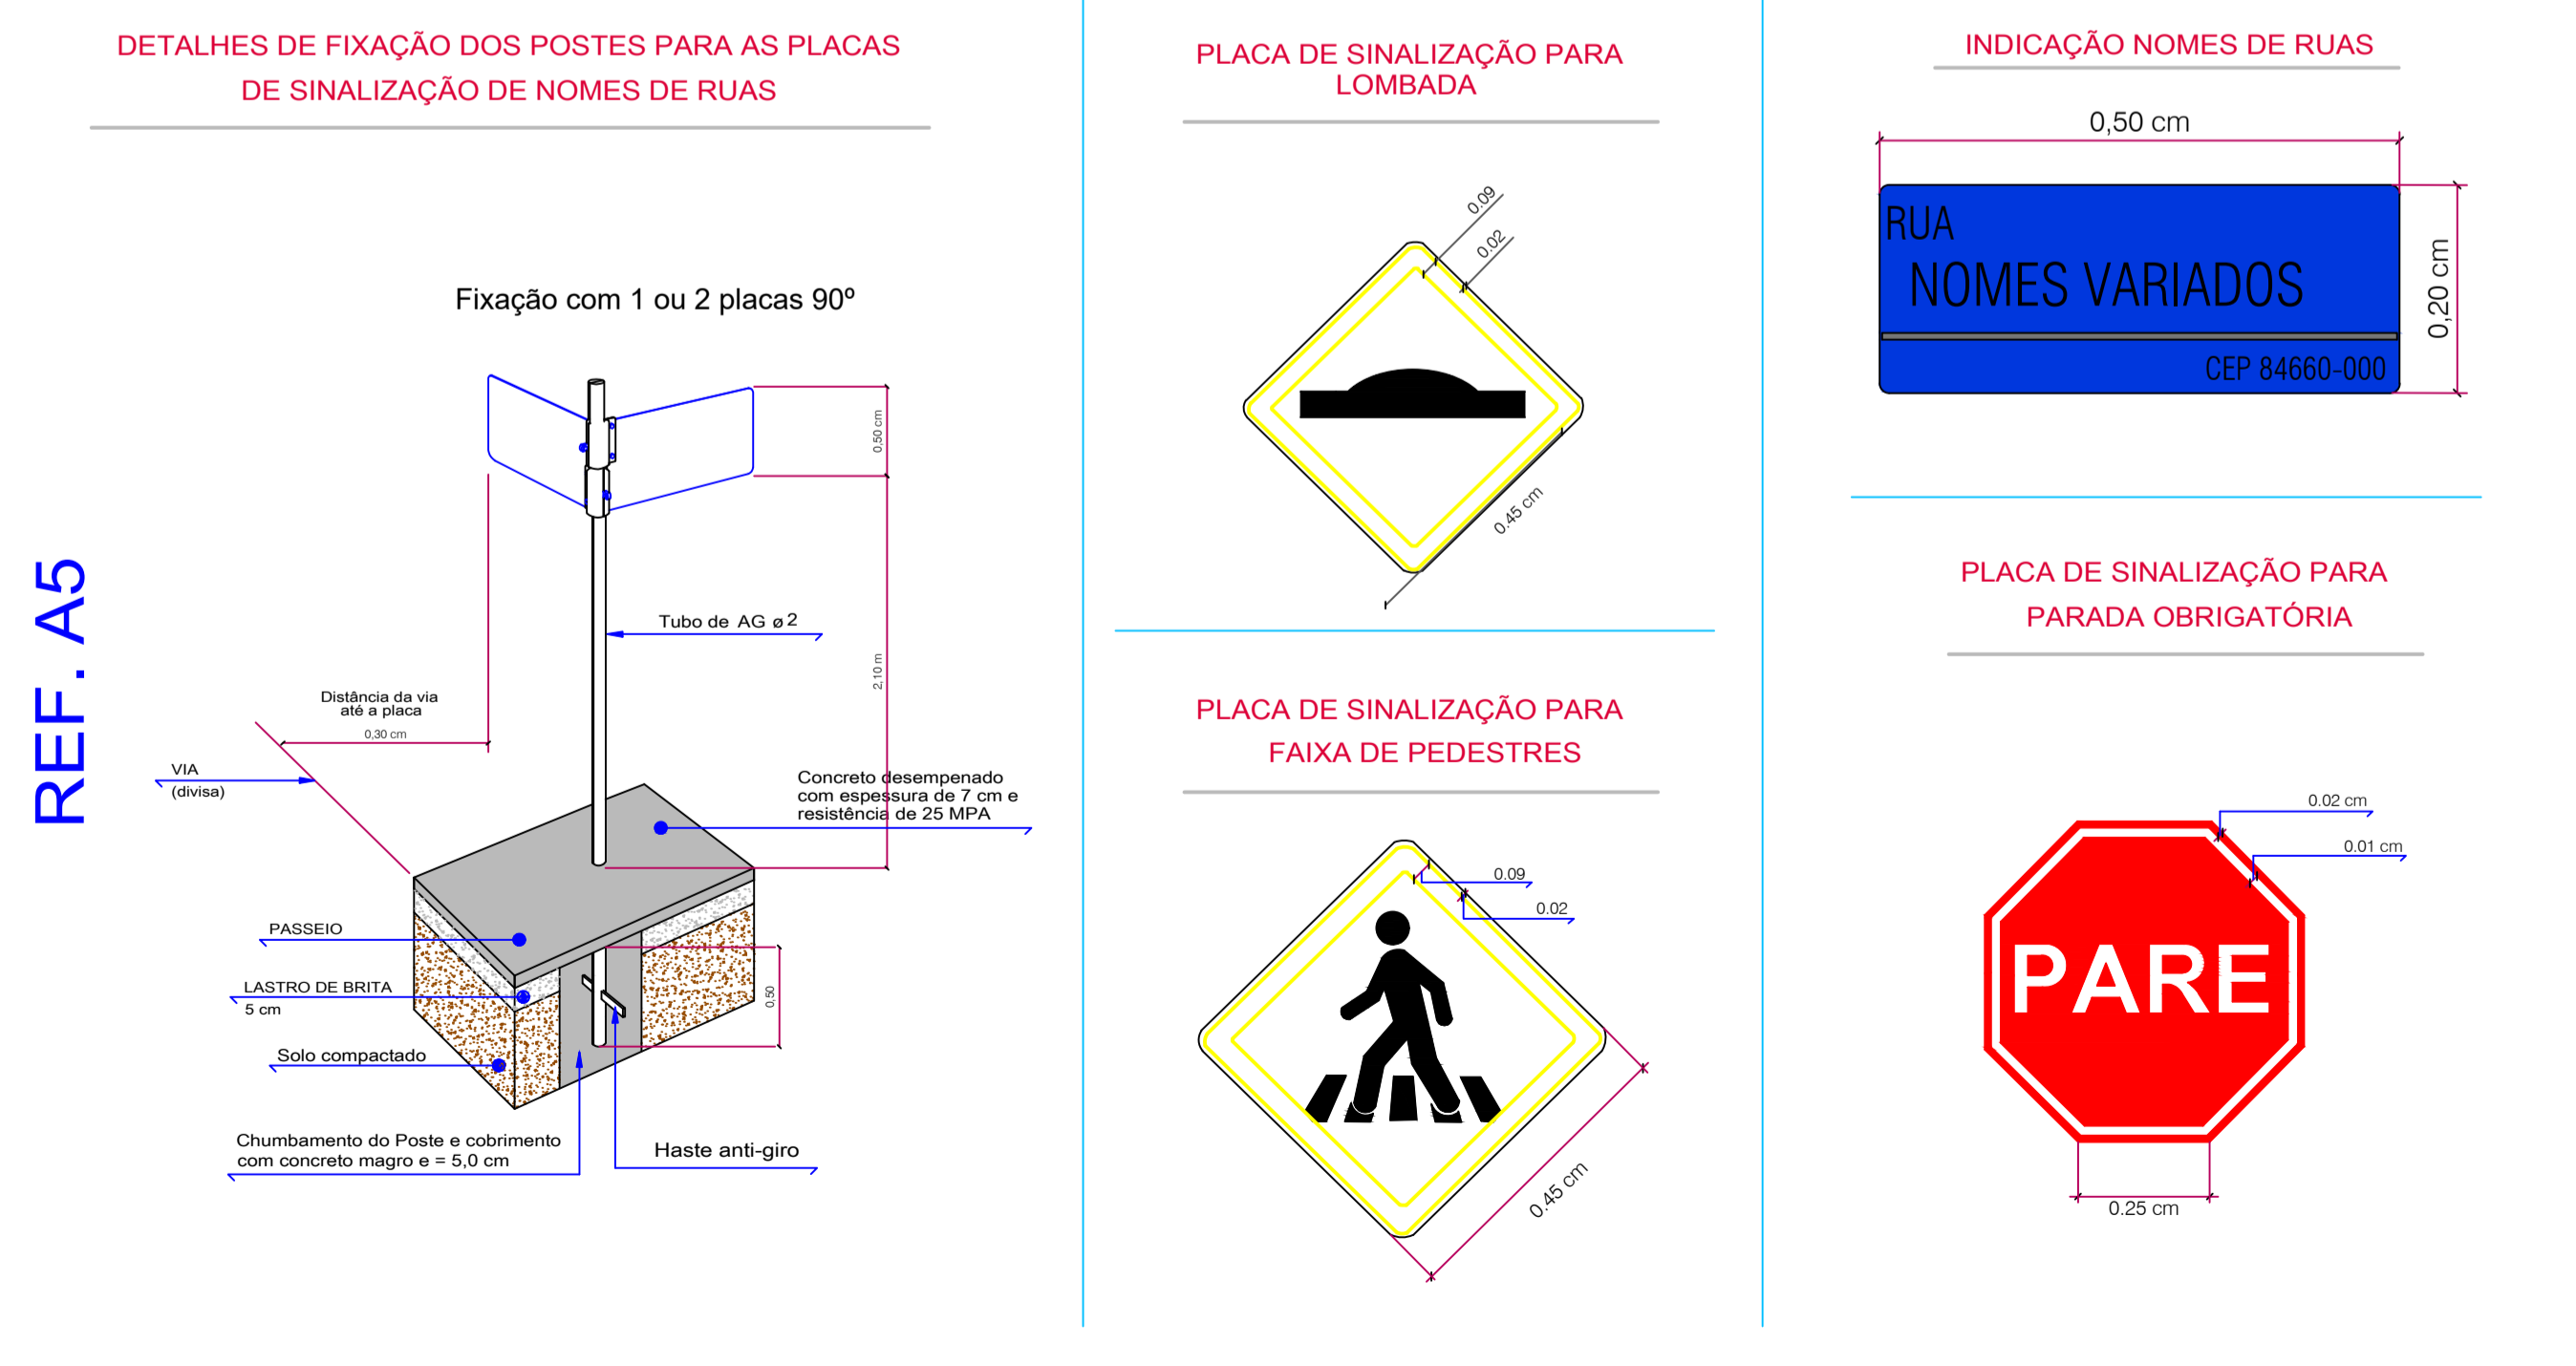 DETALHES DE FIXAÇÃO DOS POSTES PARA AS PLACAS
DE SINALIZAÇÃO DE NOMES DE RUAS
Fixação com 1 ou 2 placas 90º
0,50 cm
Tubo de AG ø 2
2,10 m
Distância da via
até a placa
0,30 cm
VIA
(divisa)
Concreto desempenado
com espessura de 7 cm e
resistência de 25 MPA
PASSEIO
LASTRO DE BRITA
5 cm
0,50
Solo compactado
Chumbamento do Poste e cobrimento
com concreto magro e = 5,0 cm
Haste anti-giro
REF. A5
PLACA DE SINALIZAÇÃO PARA
LOMBADA
0.09
0.02
0.45 cm
PLACA DE SINALIZAÇÃO PARA
FAIXA DE PEDESTRES
0.09
0.02
0.45 cm
INDICAÇÃO NOMES DE RUAS
0,50 cm
RUA
NOMES VARIADOS
CEP 84660-000
0,20 cm
PLACA DE SINALIZAÇÃO PARA
PARADA OBRIGATÓRIA
0.02 cm
0.01 cm
PARE
0.25 cm